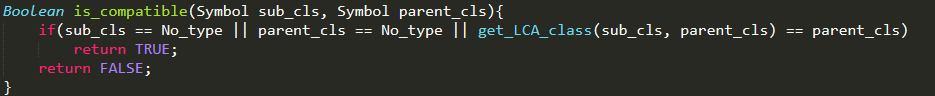 Boolean is_compatible(Symbol sub_cls, Symbol parent_cls){
    if(sub_cls == No_type || parent_cls == No_type || get_LCA_class(sub_cls, parent_cls) == parent_cls)
        return TRUE;
    return FALSE;
}